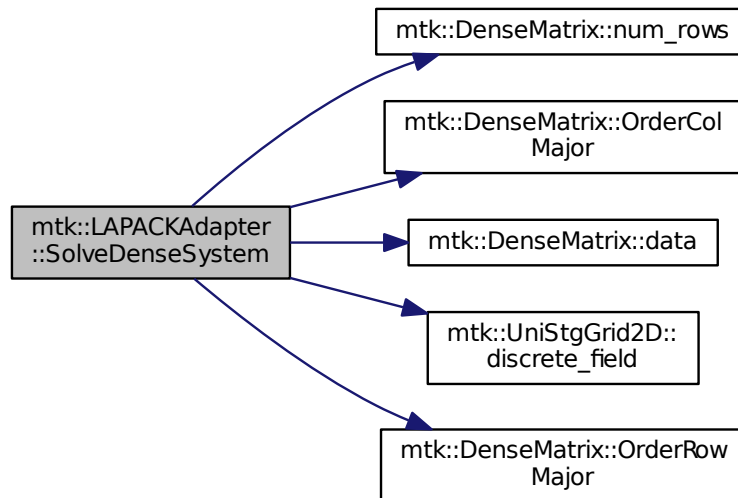 mtk::DenseMatrix::num_rows
mtk::DenseMatrix::OrderCol
Major
mtk::LAPACKAdapter
::SolveDenseSystem
mtk::DenseMatrix::data
mtk::UniStgGrid2D::
discrete_field
mtk::DenseMatrix::OrderRow
Major